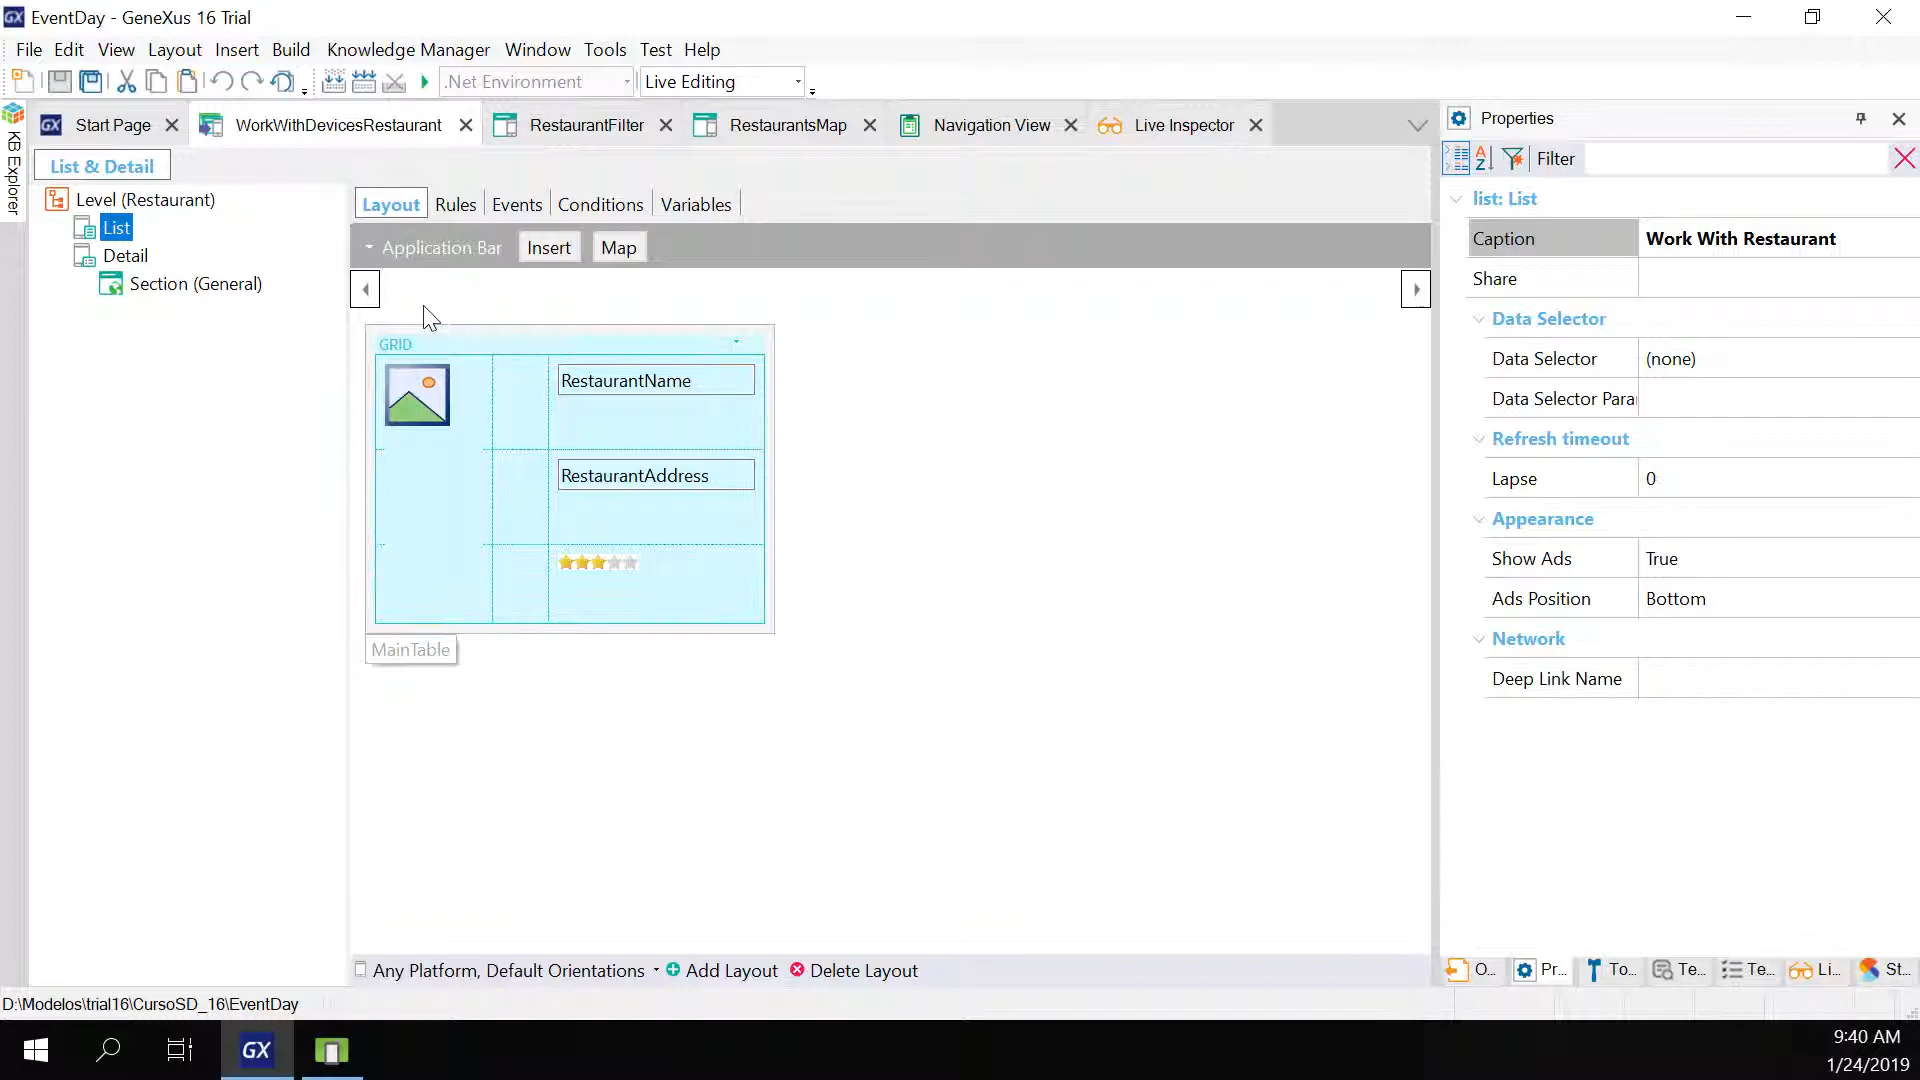 EventDay - GeneXus 16 Trial
File Edit View Layout Insert Build Knowledge Manager Window Tools Test Help
.Net Environment Live Editing
Start Page WorkWithDevicesRestaurant RestaurantFilter RestaurantsMap Navigation View Live Inspector
KB Explorer
List & Detail
Level (Restaurant)
List
Detail
Section (General)
Layout Rules Events Conditions Variables
Application Bar Insert Map
GRID
RestaurantName
RestaurantAddress
MainTable
Any Platform, Default Orientations Add Layout Delete Layout
Properties
Filter
list: List
Caption Work With Restaurant
Share
Data Selector
Data Selector (none)
Data Selector Para
Refresh timeout
Lapse 0
Appearance
Show Ads True
Ads Position Bottom
Network
Deep Link Name
O... Pr... To... Te... Te... Li... St...
D:\Modelos\trial16\CursoSD_16\EventDay
GX
9:40 AM
1/24/2019